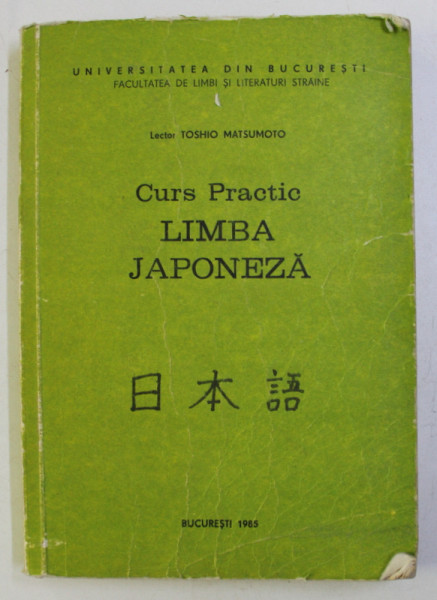 UNIVERSITATEA DIN BUCUREȘTI
FACULTATEA DE LIMBI ȘI LITERATURI STRĂINE
Lector TOSHIO MATSUMOTO
Curs Practic
LIMBA
JAPONEZĂ
日本語
BUCUREȘTI 1985